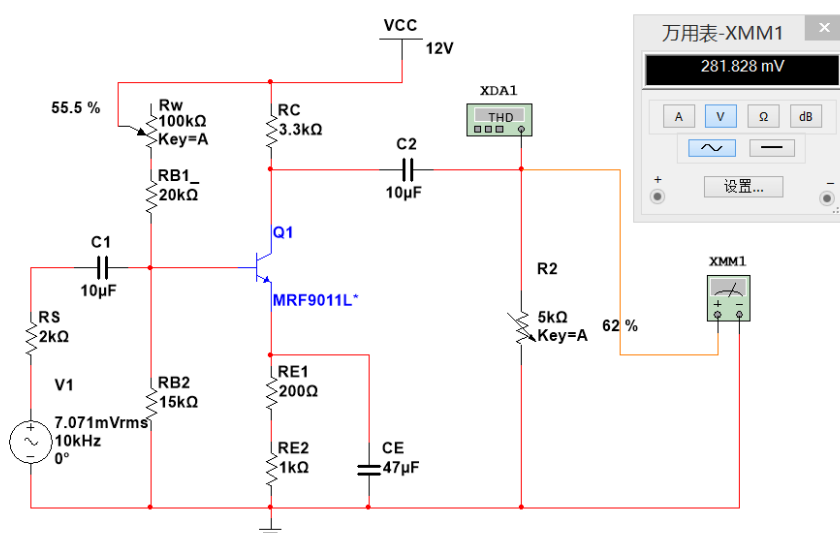 VCC
12V
万用表-XMM1
×
281.828 mV
A
V
Ω
dB
+
设置...
−
55.5 %
Rw
100kΩ
Key=A
RC
3.3kΩ
XDA1
THD
C2
10µF
RB1_
20kΩ
Q1
MRF9011L*
C1
10µF
R2
5kΩ
Key=A
62 %
XMM1
+
−
RS
2kΩ
V1
7.071mVrms
10kHz
0°
+
−
RB2
15kΩ
RE1
200Ω
RE2
1kΩ
CE
47µF